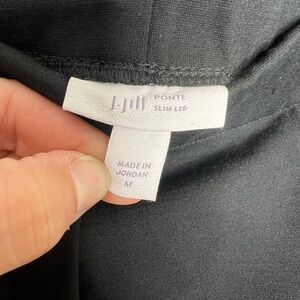 j.jill PONTE
SLIM LEG
MADE IN
JORDAN
M